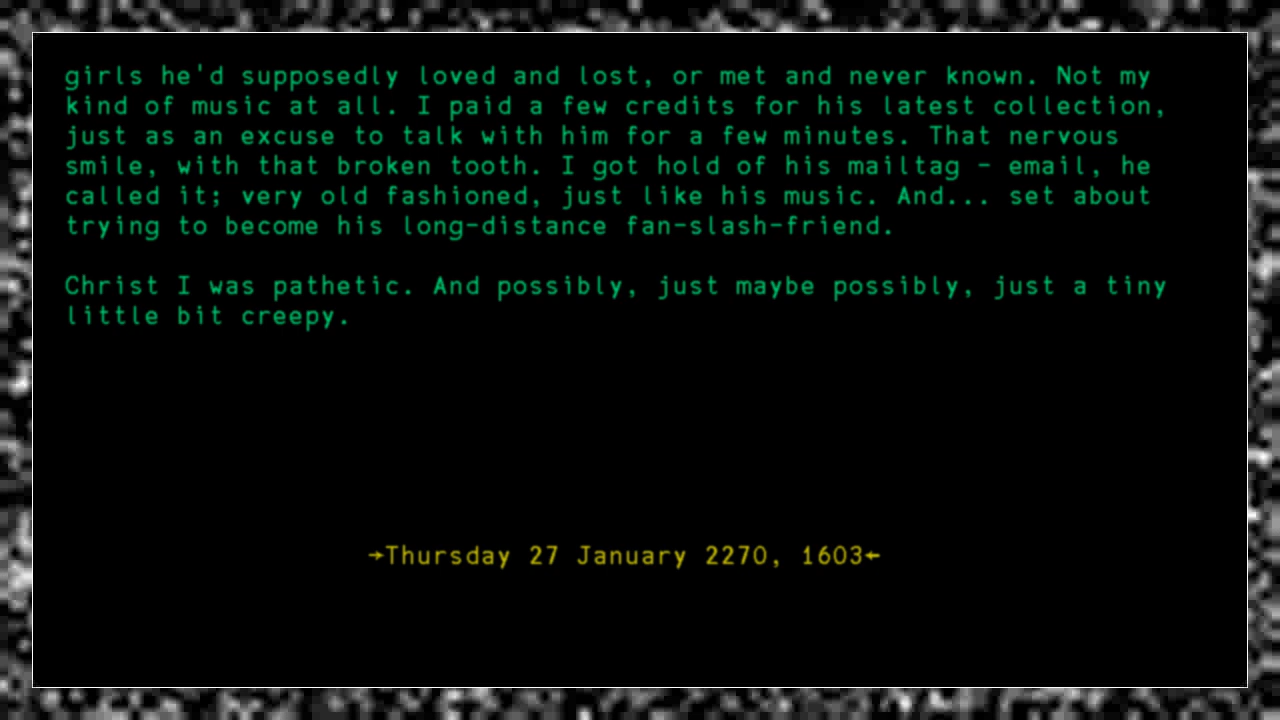 girls he'd supposedly loved and lost, or met and never known. Not my
kind of music at all. I paid a few credits for his latest collection,
just as an excuse to talk with him for a few minutes. That nervous
smile, with that broken tooth. I got hold of his mailtag - email, he
called it; very old fashioned, just like his music. And... set about
trying to become his long-distance fan-slash-friend.
Christ I was pathetic. And possibly, just maybe possibly, just a tiny
little bit creepy.
→Thursday 27 January 2270, 1603←